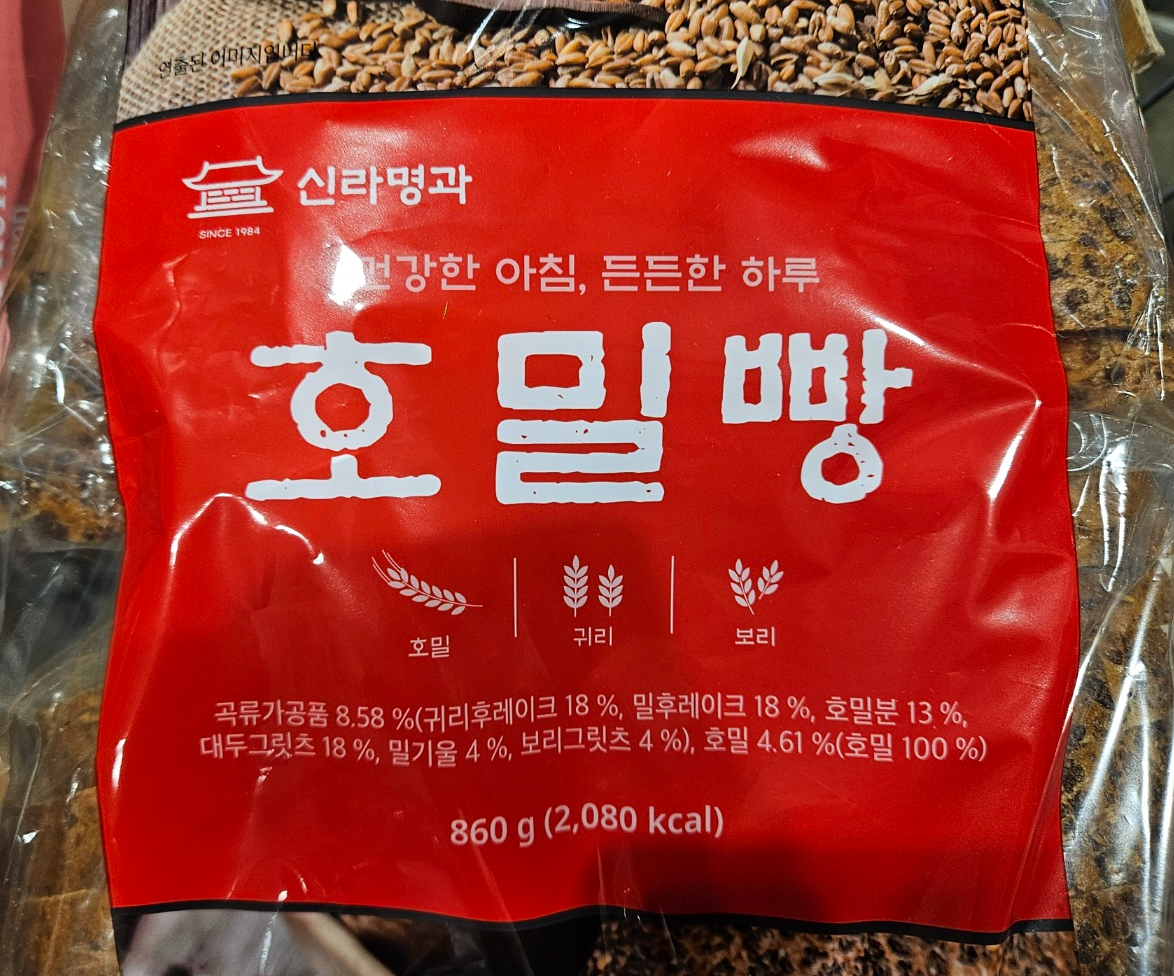 연출된 이미지입니다
신라명과
SINCE 1984
건강한 아침, 든든한 하루
호밀빵
호밀
귀리
보리
곡류가공품 8.58 %(귀리후레이크 18 %, 밀후레이크 18 %, 호밀분 13 %,
대두그릿츠 18 %, 밀기울 4 %, 보리그릿츠 4 %), 호밀 4.61 %(호밀 100 %)
860 g (2,080 kcal)